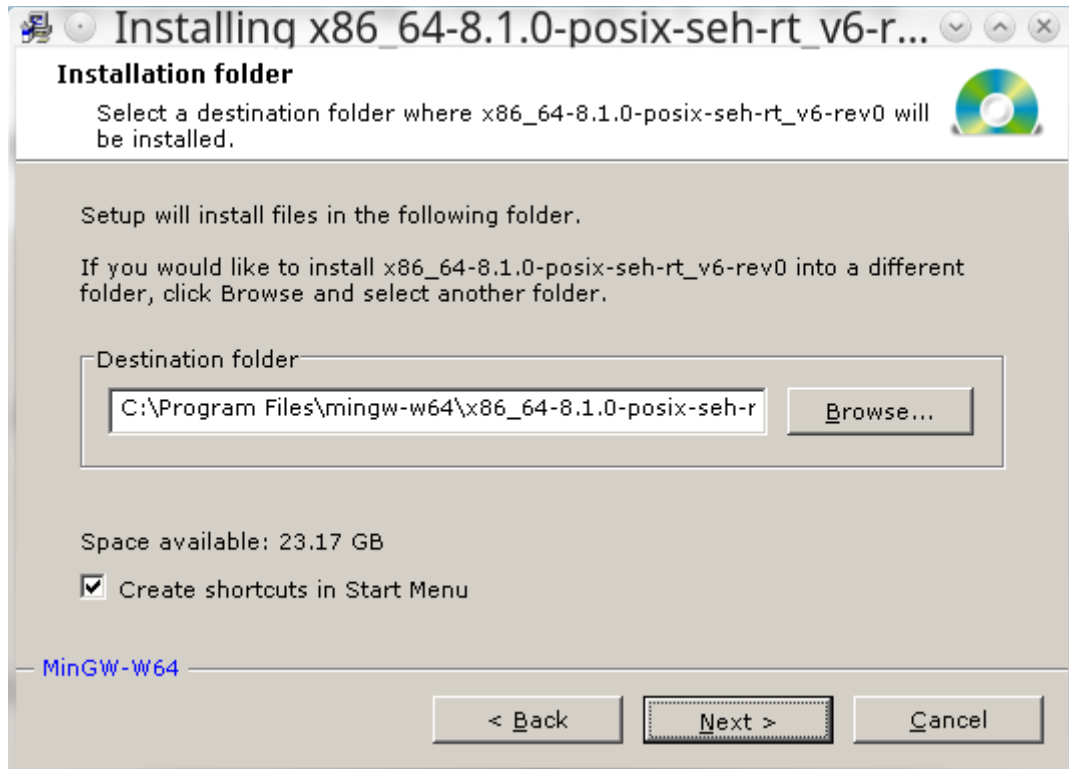 Installing x86_64-8.1.0-posix-seh-rt_v6-r...
Installation folder
Select a destination folder where x86_64-8.1.0-posix-seh-rt_v6-rev0 will
be installed.
Setup will install files in the following folder.
If you would like to install x86_64-8.1.0-posix-seh-rt_v6-rev0 into a different
folder, click Browse and select another folder.
Destination folder
C:\Program Files\mingw-w64\x86_64-8.1.0-posix-seh-r
Browse...
Space available: 23.17 GB
Create shortcuts in Start Menu
MinGW-W64
< Back Next > Cancel